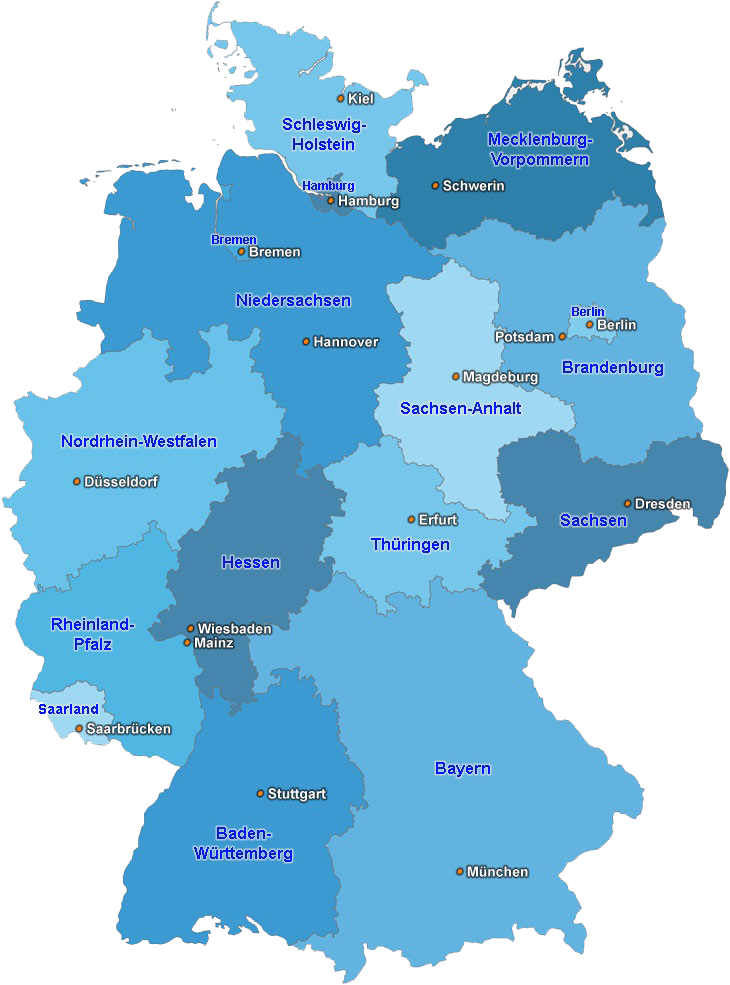 Kiel
Schleswig-
Holstein
Mecklenburg-
Vorpommern
Hamburg
Schwerin
Hamburg
Bremen
Bremen
Niedersachsen
Berlin
Berlin
Potsdam
Hannover
Brandenburg
Magdeburg
Sachsen-Anhalt
Nordrhein-Westfalen
Düsseldorf
Dresden
Erfurt
Sachsen
Thüringen
Hessen
Rheinland-
Pfalz
Wiesbaden
Mainz
Saarland
Saarbrücken
Bayern
Stuttgart
Baden-
Württemberg
München